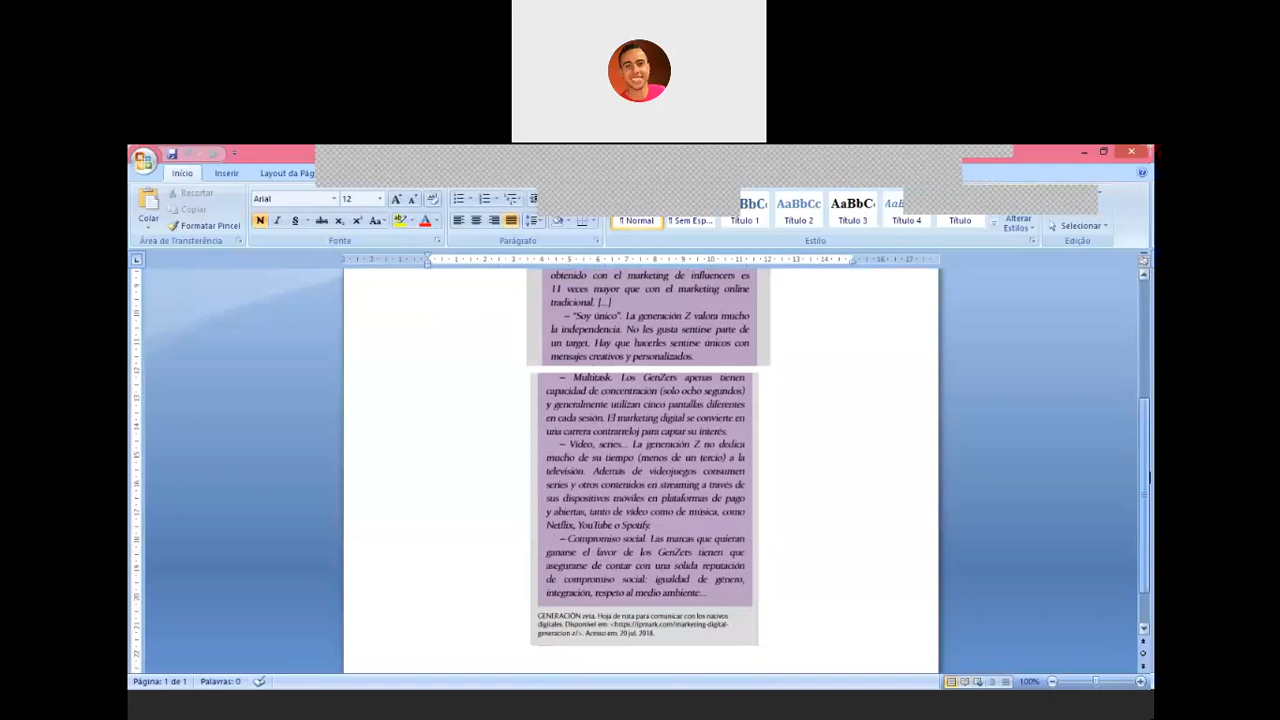 Início Inserir Layout da Pág
Recortar
Copiar
Colar
Formatar Pincel
Área de Transferência
Arial 12
N I S abc x₂ x² Aa
Fonte
Parágrafo
AaBbCc AaBbCc
¶ Normal ¶ Sem Esp... Título 1 Título 2 Título 3 Título 4 Título
Alterar
Estilos
Estilo
Selecionar
Edição
obtenido con el marketing de influencers es
11 veces mayor que con el marketing online
tradicional. [...]
– “Soy único”. La generación Z valora mucho
la independencia. No les gusta sentirse parte de
un target. Hay que hacerles sentirse únicos con
mensajes creativos y personalizados.
– Multitask. Los GenZers apenas tienen
capacidad de concentración (solo ocho segundos)
y generalmente utilizan cinco pantallas diferentes
en cada sesión. El marketing digital se convierte en
una carrera contrarreloj para captar su interés.
– Vídeo, series... La generación Z no dedica
mucho de su tiempo (menos de un tercio) a la
televisión. Además de videojuegos consumen
series y otros contenidos en streaming a través de
sus dispositivos móviles en plataformas de pago
y abiertas, tanto de vídeo como de música, como
Netflix, YouTube o Spotify.
– Compromiso social. Las marcas que quieran
ganarse el favor de los GenZers tienen que
asegurarse de contar con una sólida reputación
de compromiso social: igualdad de género,
integración, respeto al medio ambiente...
GENERACIÓN zeta. Hoja de ruta para comunicar con los nativos
digitales. Disponível em: <https://ipmark.com/marketing-digital-
generacion-z/>. Acesso em: 20 jul. 2018.
Página: 1 de 1 Palavras: 0 100%